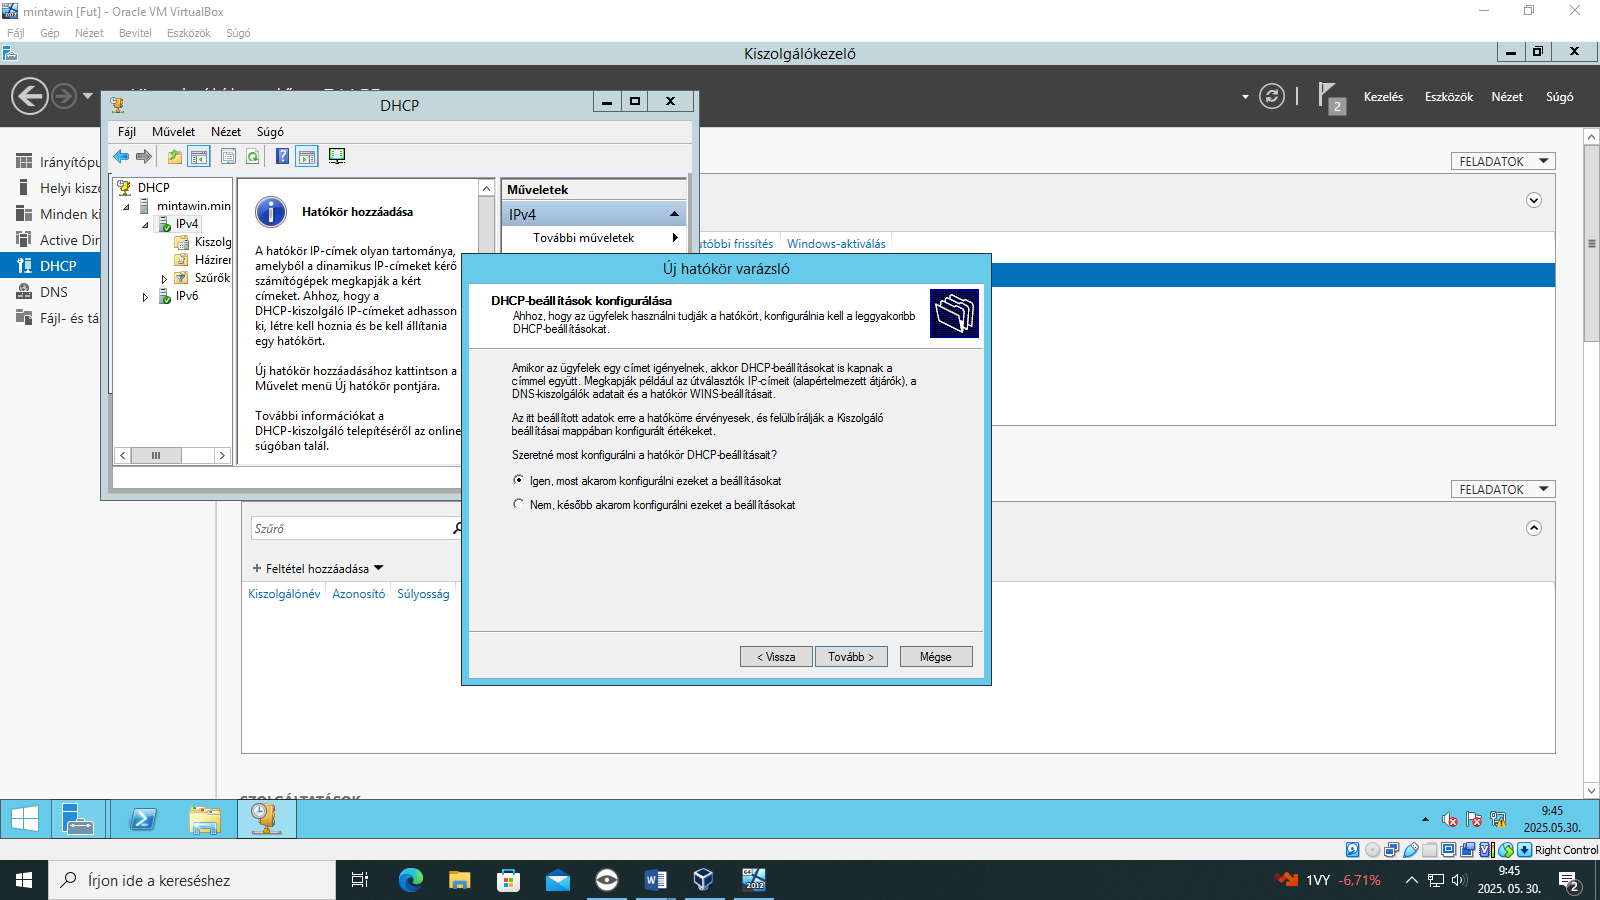 mintawin [Fut] - Oracle VM VirtualBox
Fájl Gép Nézet Bevitel Eszközök Súgó
Kiszolgálókezelő
2
Kezelés Eszközök Nézet Súgó
Irányítópu
Helyi kiszo
Minden ki
Active Dir
DHCP
DNS
Fájl- és tá
FELADATOK
utóbbi frissítés Windows-aktiválás
DHCP
Fájl Művelet Nézet Súgó
DHCP
mintawin.min
IPv4
Kiszolg
Házirer
Szűrők
IPv6
Hatókör hozzáadása
A hatókör IP-címek olyan tartománya,
amelyből a dinamikus IP-címeket kérő
számítógépek megkapják a kért
címeket. Ahhoz, hogy a
DHCP-kiszolgáló IP-címeket adhasson
ki, létre kell hoznia és be kell állítania
egy hatókört.
Új hatókör hozzáadásához kattintson a
Művelet menü Új hatókör pontjára.
További információkat a
DHCP-kiszolgáló telepítéséről az online
súgóban talál.
Műveletek
IPv4
További műveletek
Új hatókör varázsló
DHCP-beállítások konfigurálása
Ahhoz, hogy az ügyfelek használni tudják a hatókört, konfigurálnia kell a leggyakoribb
DHCP-beállításokat.
Amikor az ügyfelek egy címet igényelnek, akkor DHCP-beállításokat is kapnak a
címmel együtt. Megkapják például az útválasztók IP-címeit (alapértelmezett átjárók), a
DNS-kiszolgálók adatait és a hatókör WINS-beállításait.
Az itt beállított adatok erre a hatókörre érvényesek, és felülbírálják a Kiszolgáló
beállításai mappában konfigurált értékeket.
Szeretné most konfigurálni a hatókör DHCP-beállításait?
Igen, most akarom konfigurálni ezeket a beállításokat
Nem, később akarom konfigurálni ezeket a beállításokat
< Vissza Tovább > Mégse
FELADATOK
Szűrő
Feltétel hozzáadása
Kiszolgálónév Azonosító Súlyosság
SZOLGÁLTATÁSOK
9:45
2025.05.30.
Right Control
Írjon ide a kereséshez
2012
1VY -6,71%
9:45
2025. 05. 30.
2